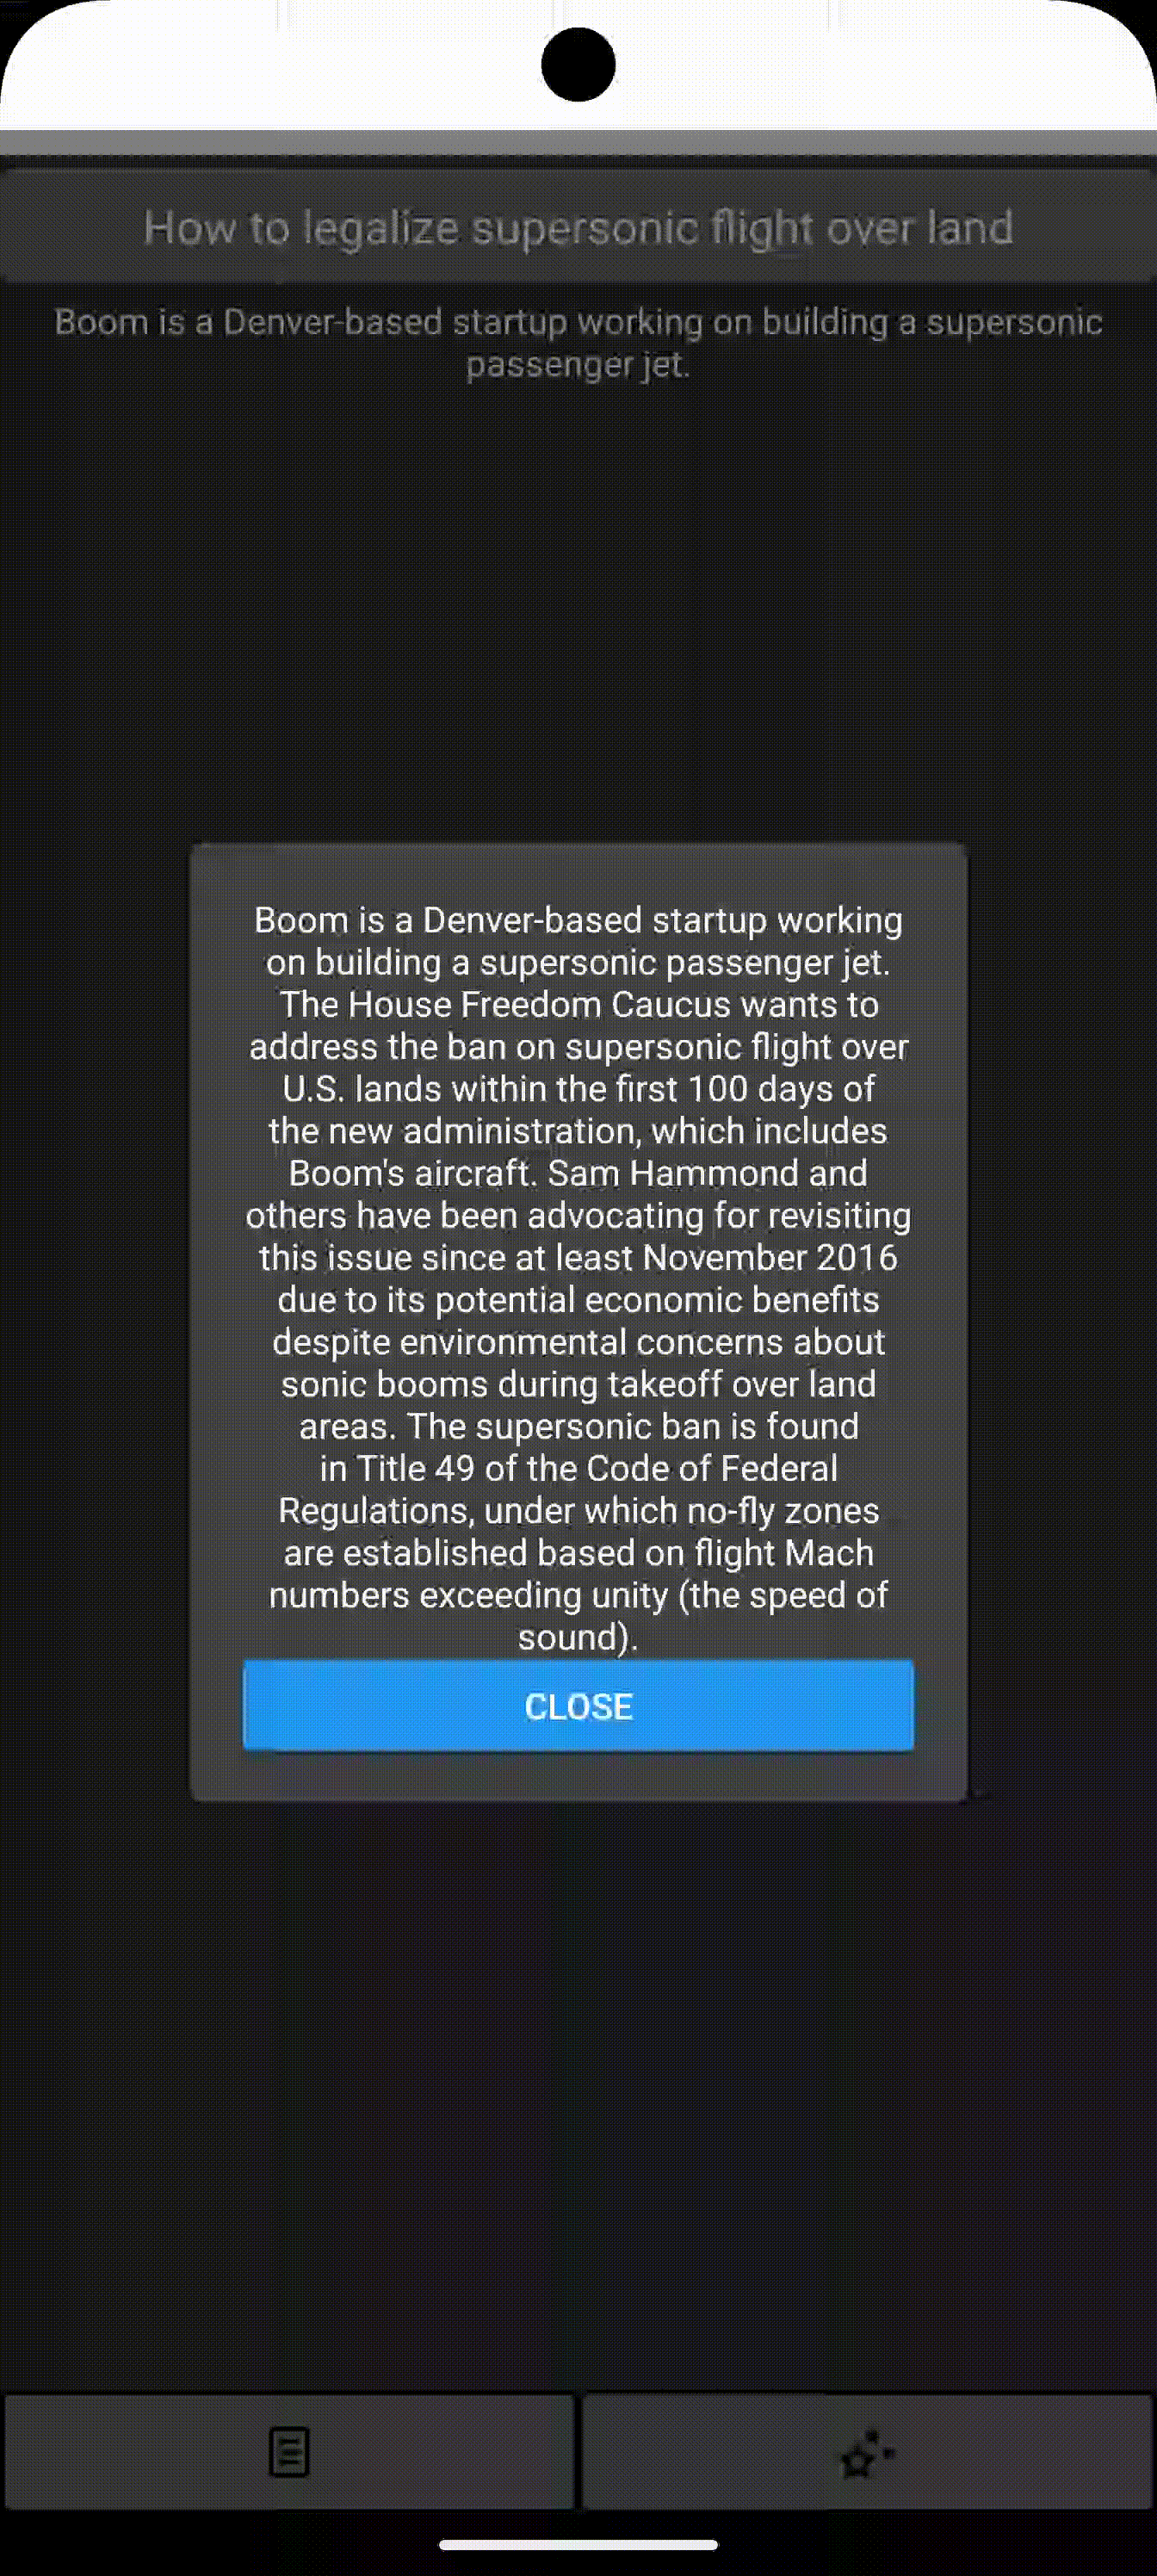 How to legalize supersonic flight over land
Boom is a Denver-based startup working on building a supersonic
passenger jet.
Boom is a Denver-based startup working
on building a supersonic passenger jet.
The House Freedom Caucus wants to
address the ban on supersonic flight over
U.S. lands within the first 100 days of
the new administration, which includes
Boom's aircraft. Sam Hammond and
others have been advocating for revisiting
this issue since at least November 2016
due to its potential economic benefits
despite environmental concerns about
sonic booms during takeoff over land
areas. The supersonic ban is found
in Title 49 of the Code of Federal
Regulations, under which no-fly zones
are established based on flight Mach
numbers exceeding unity (the speed of
sound).
CLOSE